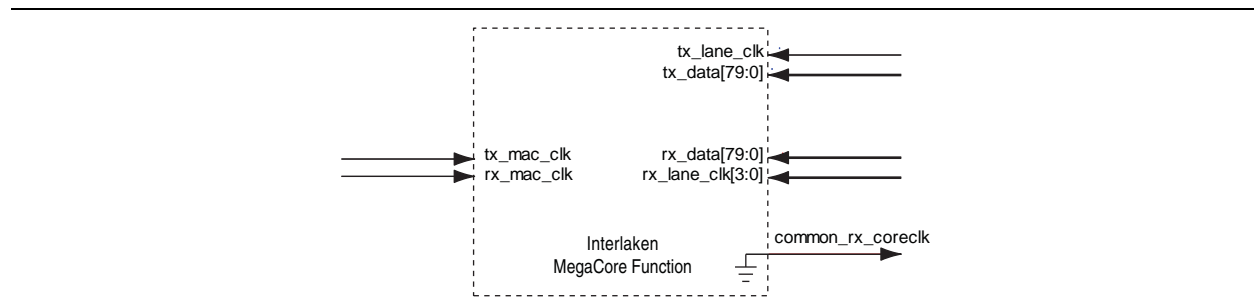 tx_lane_clk
tx_data[79:0]
tx_mac_clk
rx_data[79:0]
rx_mac_clk
rx_lane_clk[3:0]
common_rx_coreclk
Interlaken
MegaCore Function